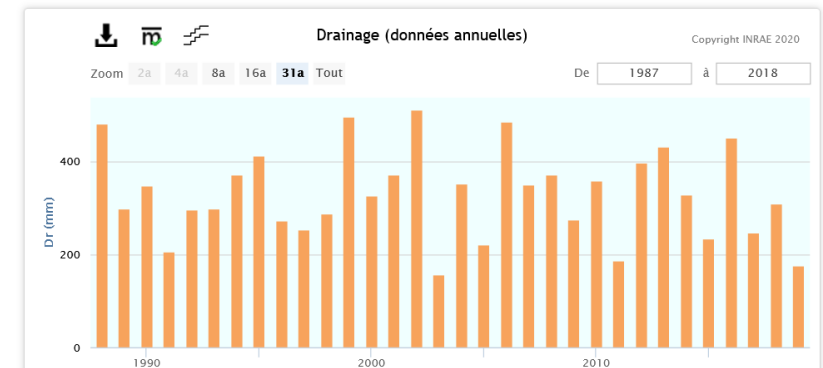 Drainage (données annuelles)
Copyright INRAE 2020
Zoom 2a 4a 8a 16a 31a Tout
De 1987 à 2018
400
200
0
Dr (mm)
1990 2000 2010